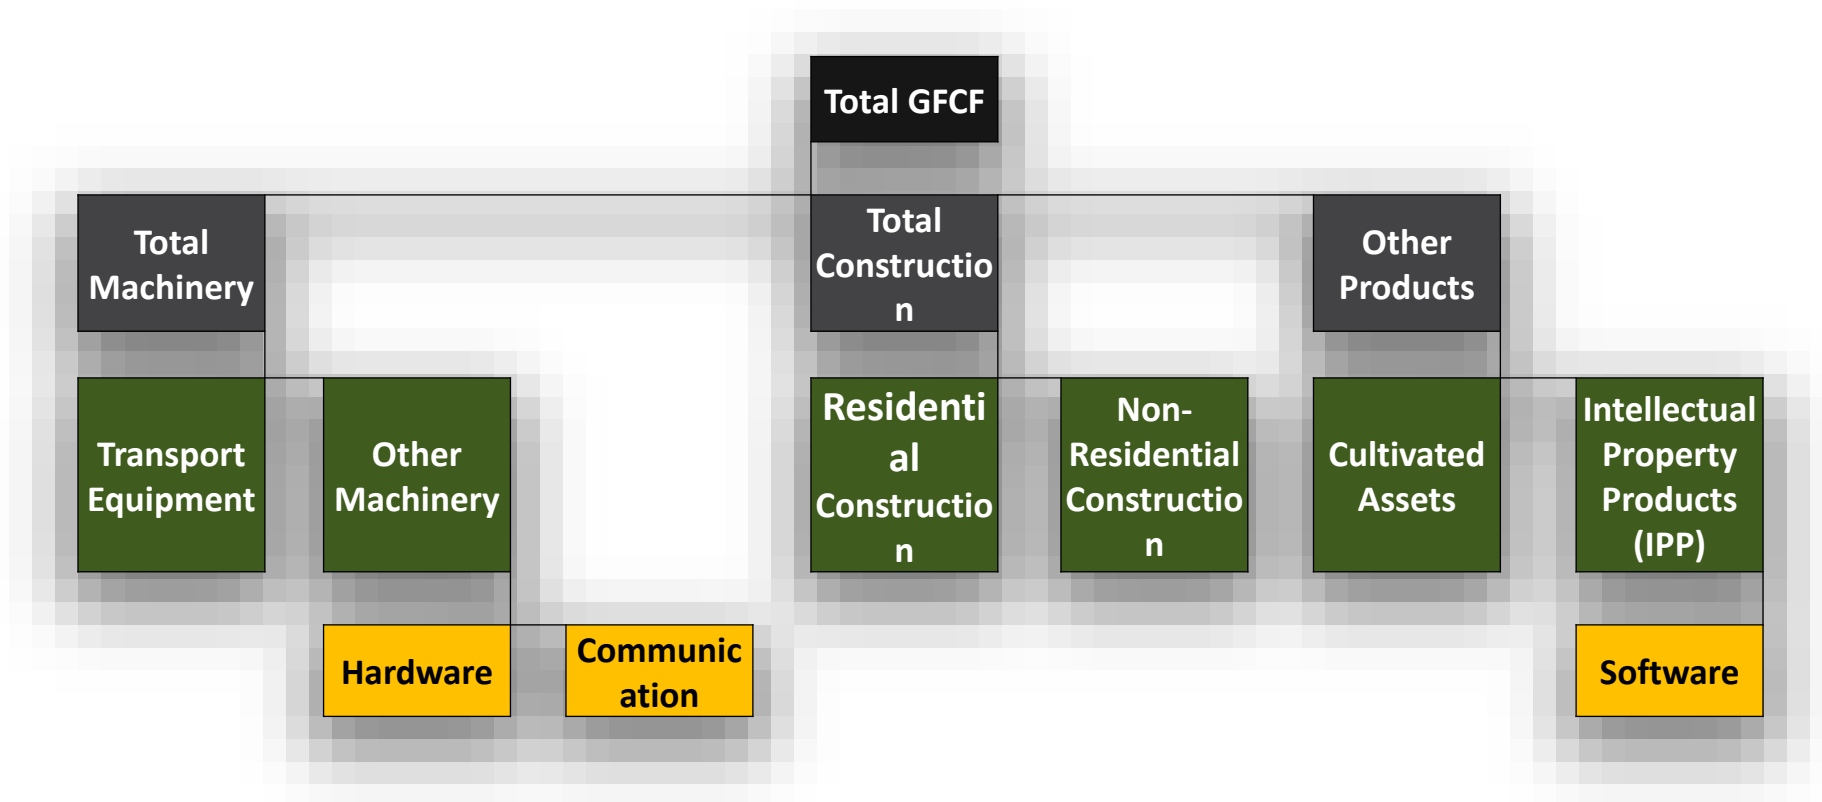 Total GFCF
Total
Machinery
Total
Constructio
n
Other
Products
Transport
Equipment
Other
Machinery
Residenti
al
Constructio
n
Non-
Residential
Constructio
n
Cultivated
Assets
Intellectual
Property
Products
(IPP)
Hardware
Communic
ation
Software